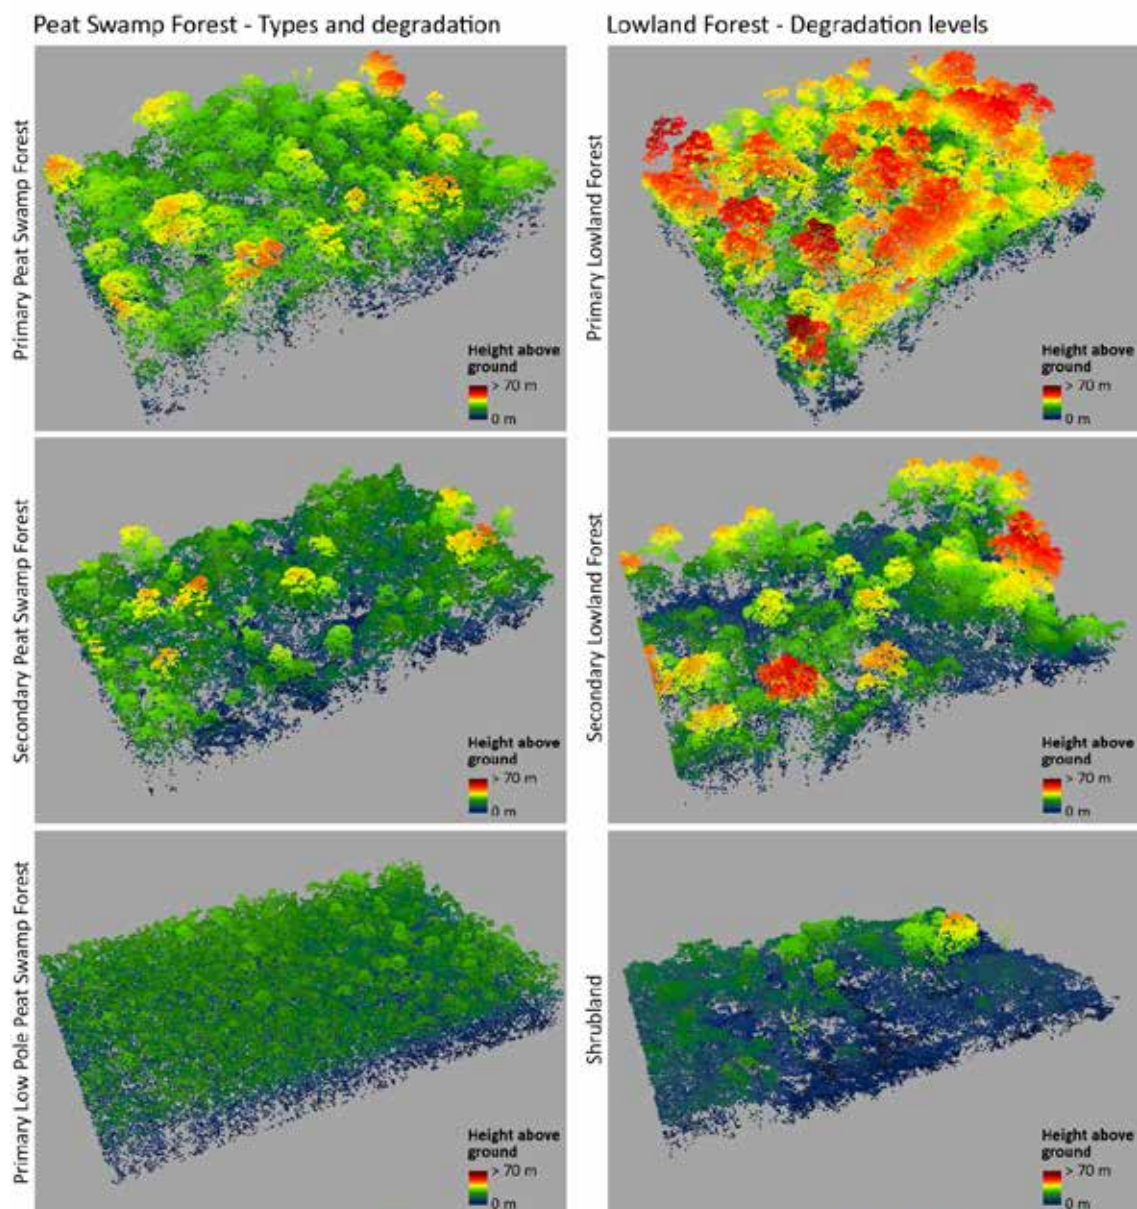 Peat Swamp Forest - Types and degradation
Lowland Forest - Degradation levels
Primary Peat Swamp Forest
Height above
ground
> 70 m
0 m
Primary Lowland Forest
Height above
ground
> 70 m
0 m
Secondary Peat Swamp Forest
Height above
ground
> 70 m
0 m
Secondary Lowland Forest
Height above
ground
> 70 m
0 m
Primary Low Pole Peat Swamp Forest
Height above
ground
> 70 m
0 m
Shrubland
Height above
ground
> 70 m
0 m